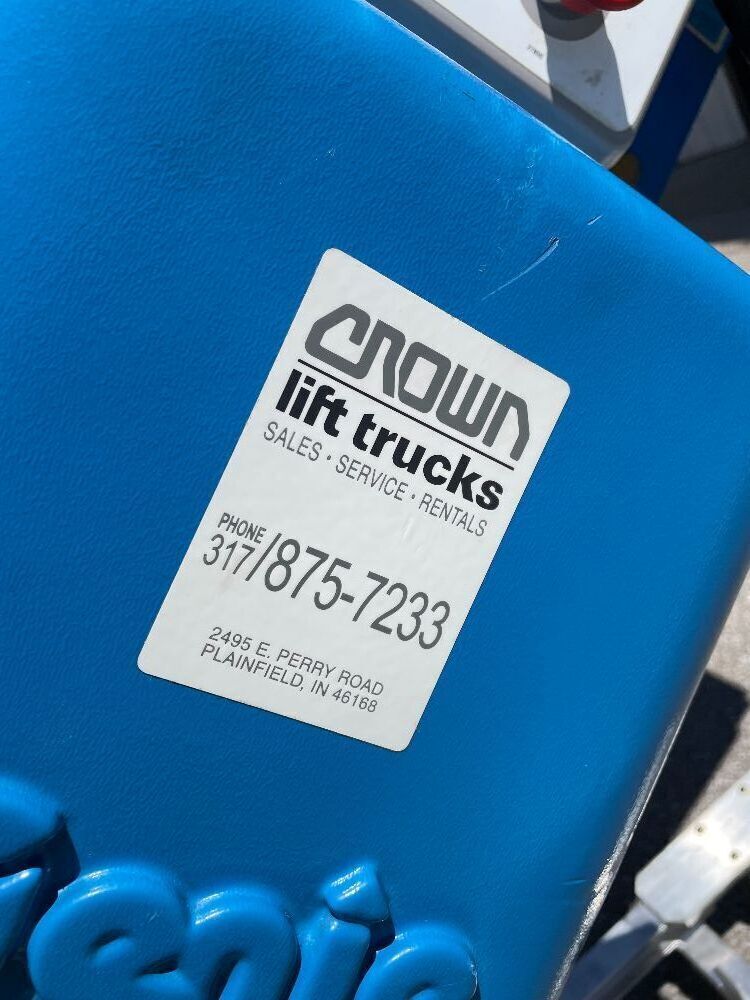 CROWN
lift trucks
SALES · SERVICE · RENTALS
PHONE
317/875-7233
2495 E. PERRY ROAD
PLAINFIELD, IN 46168